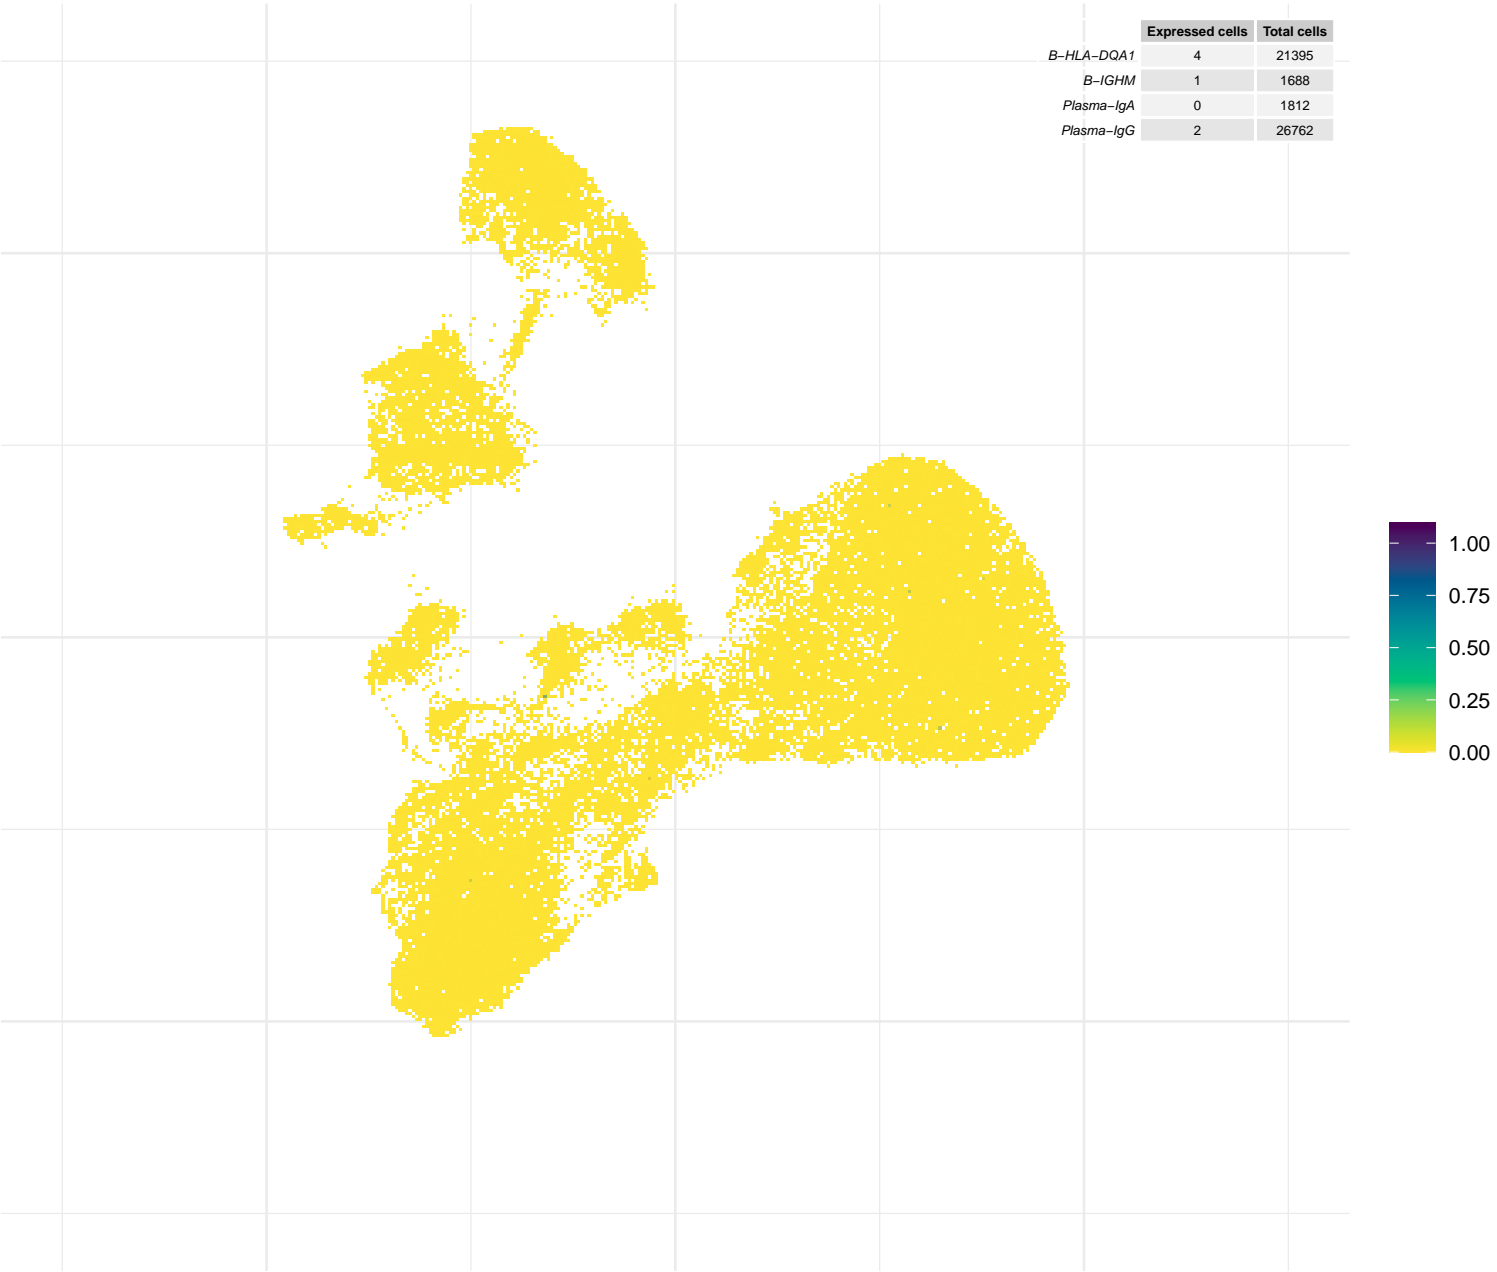 Expressed cells Total cells
B−HLA−DQA1 4 21395
B−IGHM 1 1688
Plasma−IgA 0 1812
Plasma−IgG 2 26762
1.00
0.75
0.50
0.25
0.00